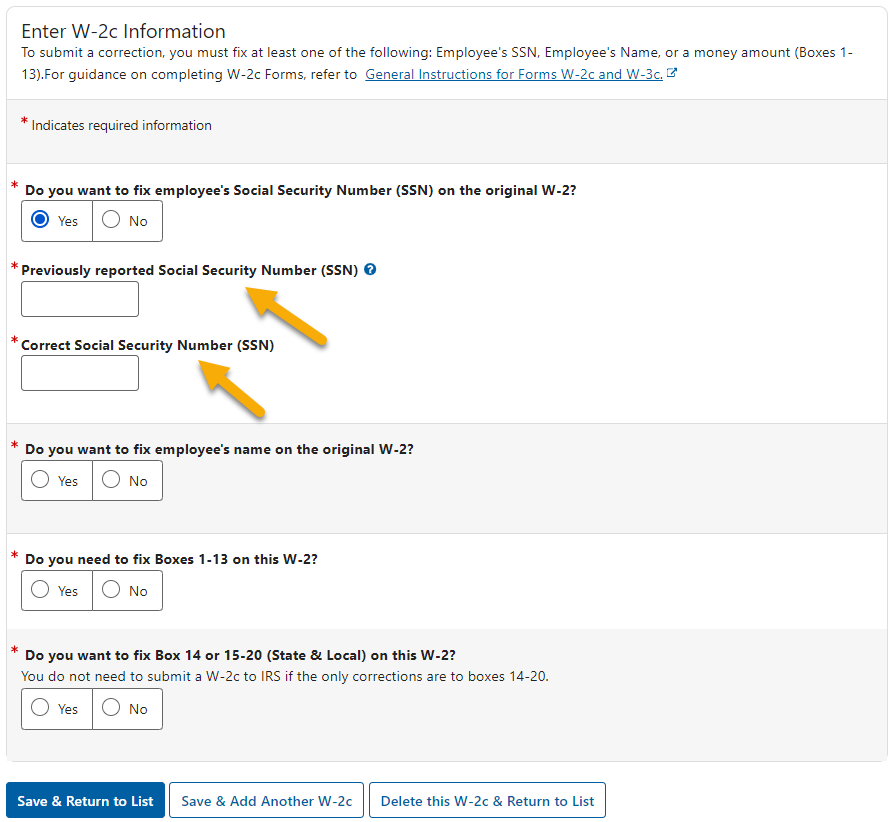 Enter W-2c Information
To submit a correction, you must fix at least one of the following: Employee's SSN, Employee's Name, or a money amount (Boxes 1-
13).For guidance on completing W-2c Forms, refer to General Instructions for Forms W-2c and W-3c.
* Indicates required information
* Do you want to fix employee's Social Security Number (SSN) on the original W-2?
Yes No
* Previously reported Social Security Number (SSN) ?
* Correct Social Security Number (SSN)
* Do you want to fix employee's name on the original W-2?
Yes No
* Do you need to fix Boxes 1-13 on this W-2?
Yes No
* Do you want to fix Box 14 or 15-20 (State & Local) on this W-2?
You do not need to submit a W-2c to IRS if the only corrections are to boxes 14-20.
Yes No
Save & Return to List Save & Add Another W-2c Delete this W-2c & Return to List